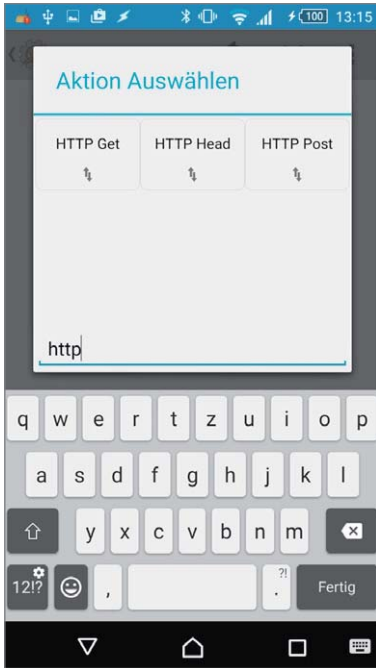 100 13:15
Aktion Auswählen
HTTP Get HTTP Head HTTP Post
http
q w e r t z u i o p
a s d f g h j k l
y x c v b n m
12!? , ?! . Fertig